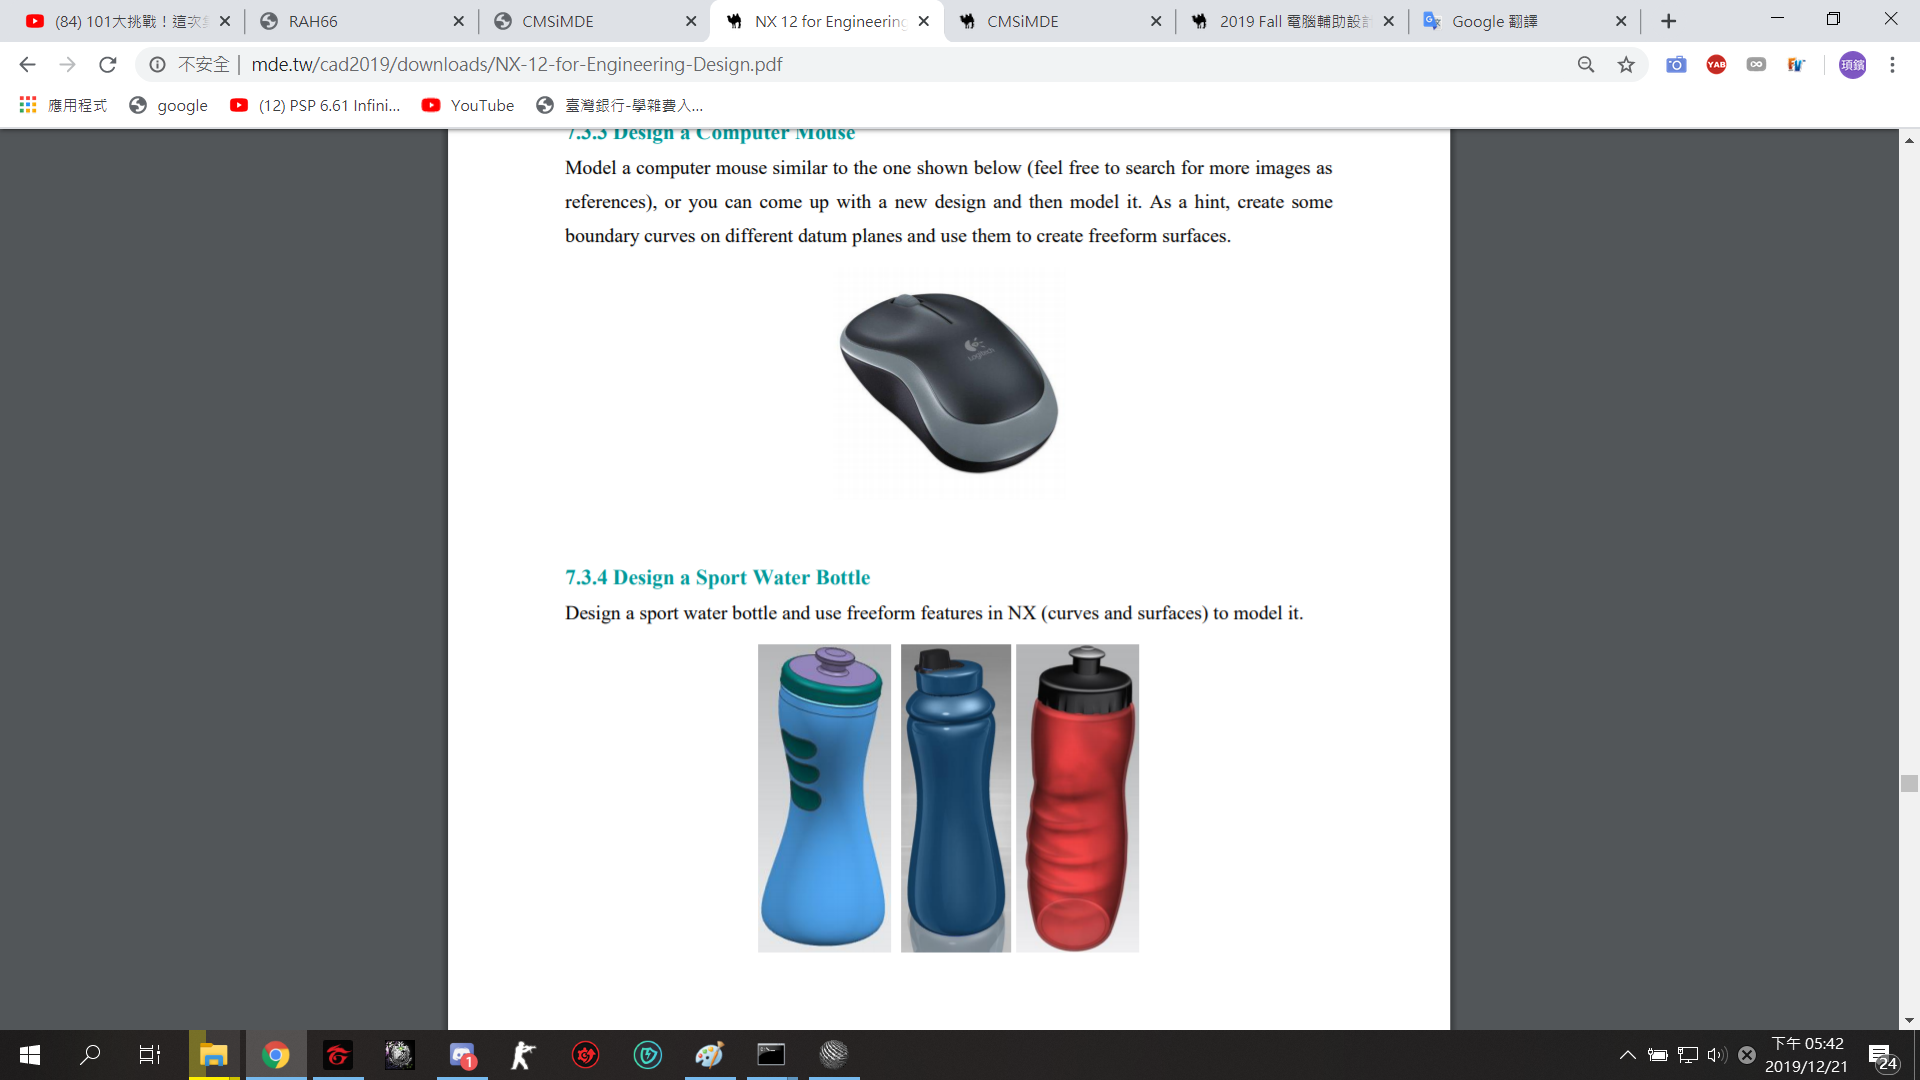 (84) 101大挑戰！這次
RAH66
CMSiMDE
NX 12 for Engineering
CMSiMDE
2019 Fall 電腦輔助設計
Google 翻譯
不安全 | mde.tw/cad2019/downloads/NX-12-for-Engineering-Design.pdf
YAB
頊鑌
應用程式
google
(12) PSP 6.61 Infini...
YouTube
臺灣銀行-學雜費入...
7.3.3 Design a Computer Mouse
Model a computer mouse similar to the one shown below (feel free to search for more images as
references), or you can come up with a new design and then model it. As a hint, create some
boundary curves on different datum planes and use them to create freeform surfaces.
Logitech
7.3.4 Design a Sport Water Bottle
Design a sport water bottle and use freeform features in NX (curves and surfaces) to model it.
1
下午 05:42
2019/12/21
24